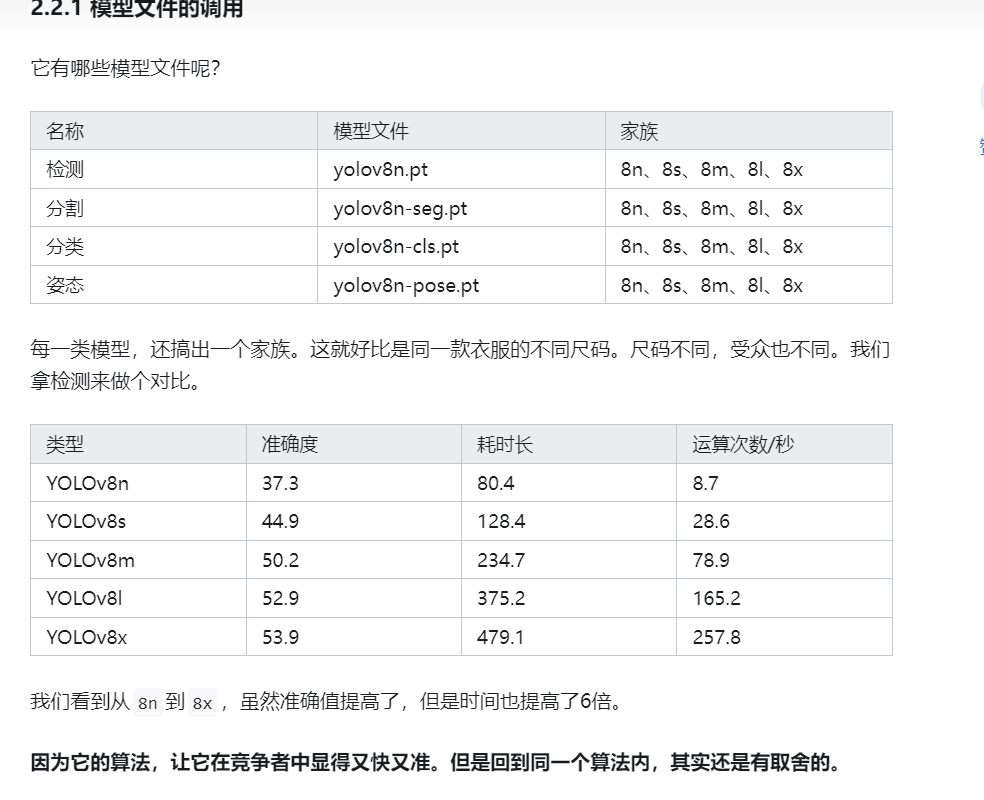 2.2.1 模型文件的调用
它有哪些模型文件呢？
名称 模型文件 家族
检测 yolov8n.pt 8n、8s、8m、8l、8x
分割 yolov8n-seg.pt 8n、8s、8m、8l、8x
分类 yolov8n-cls.pt 8n、8s、8m、8l、8x
姿态 yolov8n-pose.pt 8n、8s、8m、8l、8x
每一类模型，还搞出一个家族。这就好比是同一款衣服的不同尺码。尺码不同，受众也不同。我们
拿检测来做个对比。
类型 准确度 耗时长 运算次数/秒
YOLOv8n 37.3 80.4 8.7
YOLOv8s 44.9 128.4 28.6
YOLOv8m 50.2 234.7 78.9
YOLOv8l 52.9 375.2 165.2
YOLOv8x 53.9 479.1 257.8
我们看到从 8n 到 8x ，虽然准确值提高了，但是时间也提高了6倍。
因为它的算法，让它在竞争者中显得又快又准。但是回到同一个算法内，其实还是有取舍的。